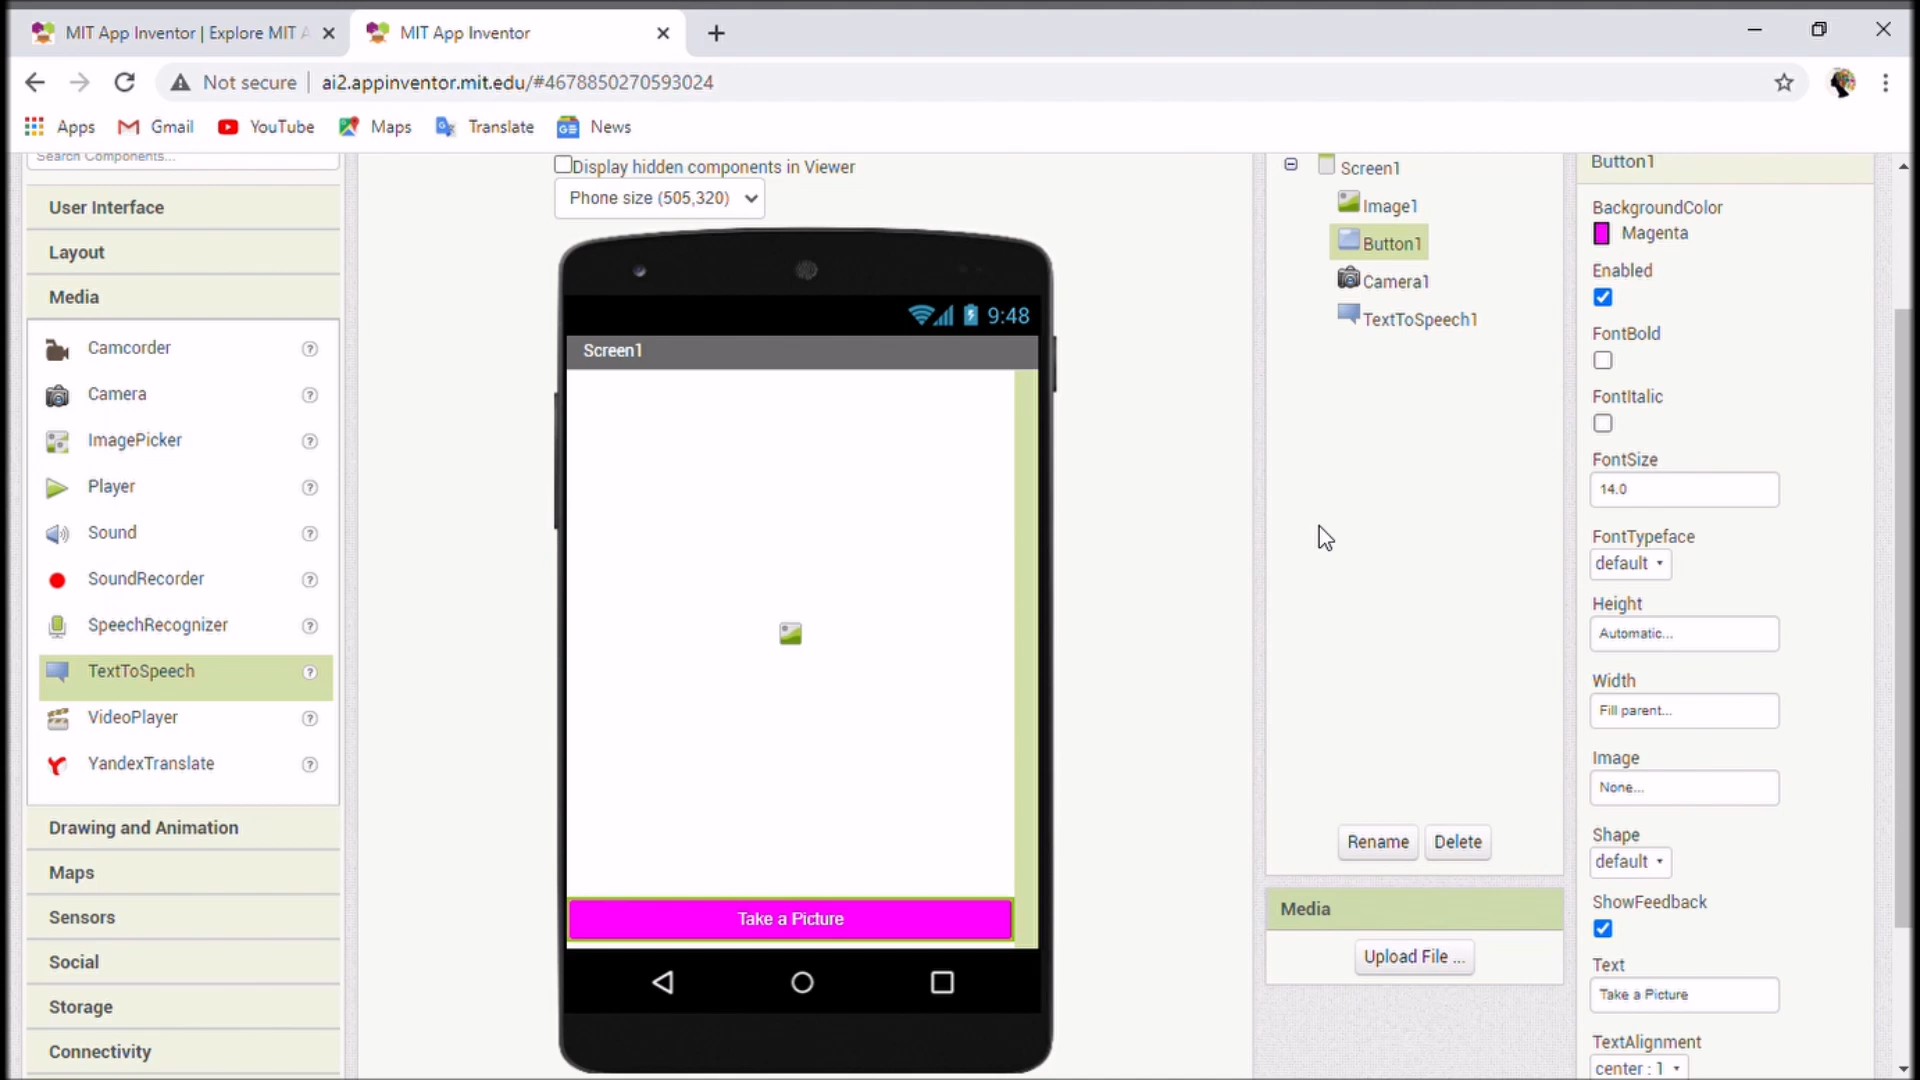 MIT App Inventor | Explore MIT A
MIT App Inventor
Not secure
ai2.appinventor.mit.edu/#4678850270593024
Apps
Gmail
YouTube
Maps
Translate
News
Search Components...
User Interface
Layout
Media
Camcorder
Camera
ImagePicker
Player
Sound
SoundRecorder
SpeechRecognizer
TextToSpeech
VideoPlayer
YandexTranslate
Drawing and Animation
Maps
Sensors
Social
Storage
Connectivity
Display hidden components in Viewer
Phone size (505,320)
9:48
Screen1
Take a Picture
Screen1
Image1
Button1
Camera1
TextToSpeech1
Rename
Delete
Media
Upload File ...
Button1
BackgroundColor
Magenta
Enabled
FontBold
FontItalic
FontSize
14.0
FontTypeface
default
Height
Automatic...
Width
Fill parent...
Image
None...
Shape
default
ShowFeedback
Text
Take a Picture
TextAlignment
center : 1